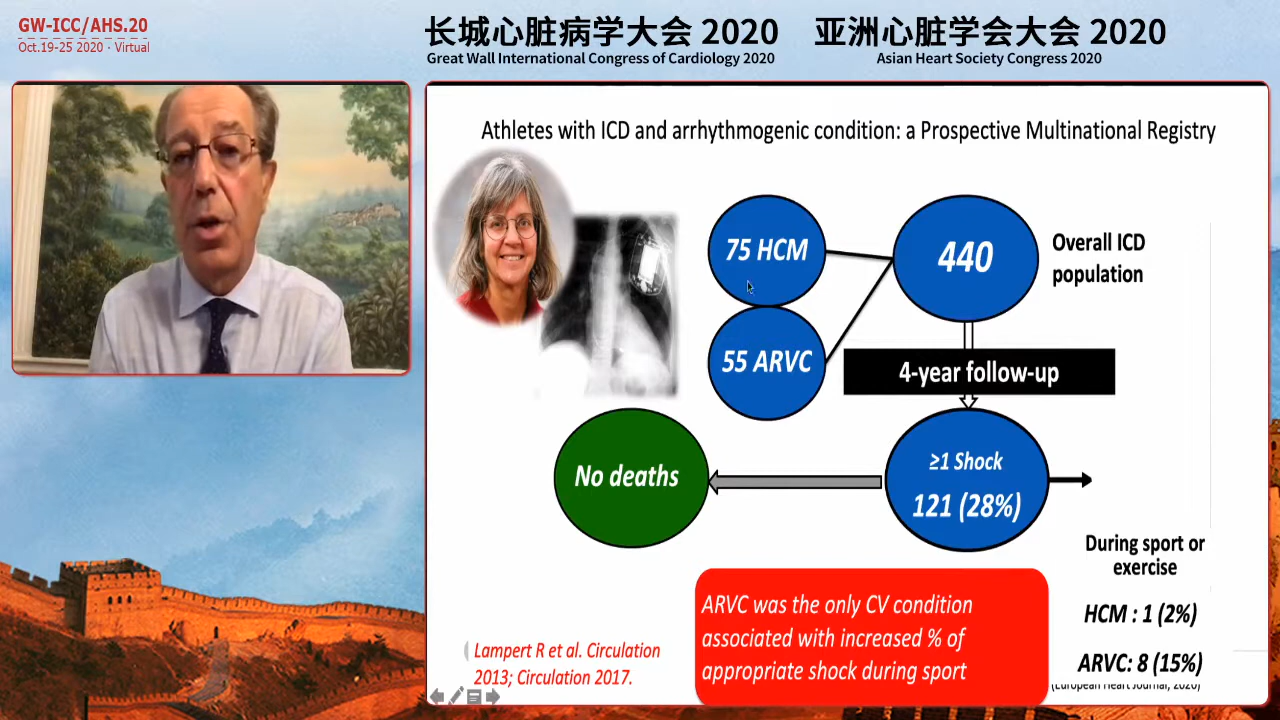 GW-ICC/AHS.20
Oct.19-25 2020 · Virtual
长城心脏病学大会 2020
Great Wall International Congress of Cardiology 2020
亚洲心脏学会大会 2020
Asian Heart Society Congress 2020
Athletes with ICD and arrhythmogenic condition: a Prospective Multinational Registry
75 HCM
55 ARVC
440
Overall ICD
population
4-year follow-up
≥1 Shock
121 (28%)
No deaths
During sport or
exercise
HCM : 1 (2%)
ARVC: 8 (15%)
(European Heart Journal, 2020)
ARVC was the only CV condition
associated with increased % of
appropriate shock during sport
Lampert R et al. Circulation
2013; Circulation 2017.